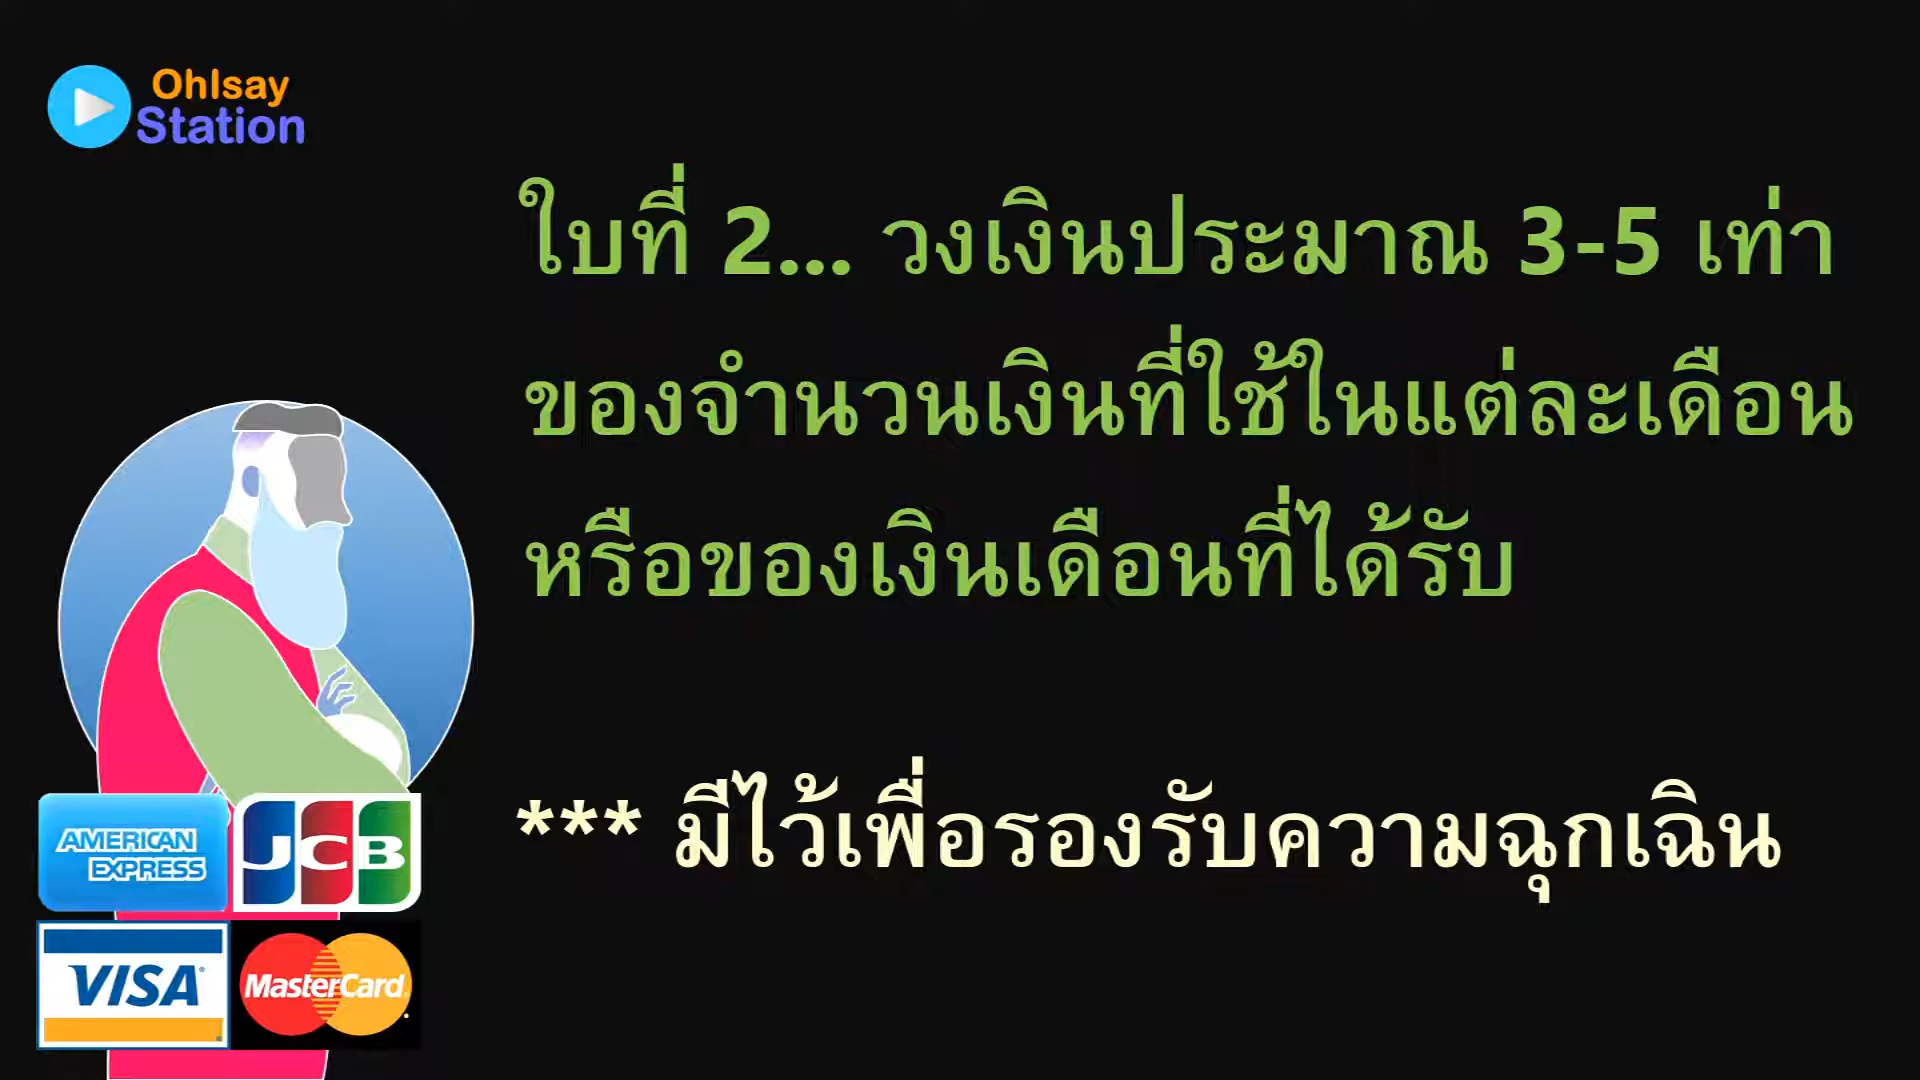 Ohlsay
Station
ใบที่ 2... วงเงินประมาณ 3-5 เท่า
ของจำนวนเงินที่ใช้ในแต่ละเดือน
หรือของเงินเดือนที่ได้รับ
*** มีไว้เพื่อรองรับความฉุกเฉิน
AMERICAN
EXPRESS
JCB
VISA
MasterCard